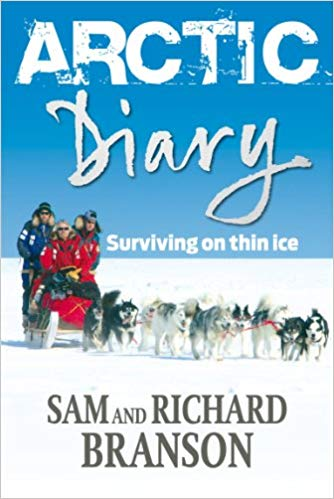 ARCTIC
Diary
Surviving on thin ice
SAM AND RICHARD
BRANSON